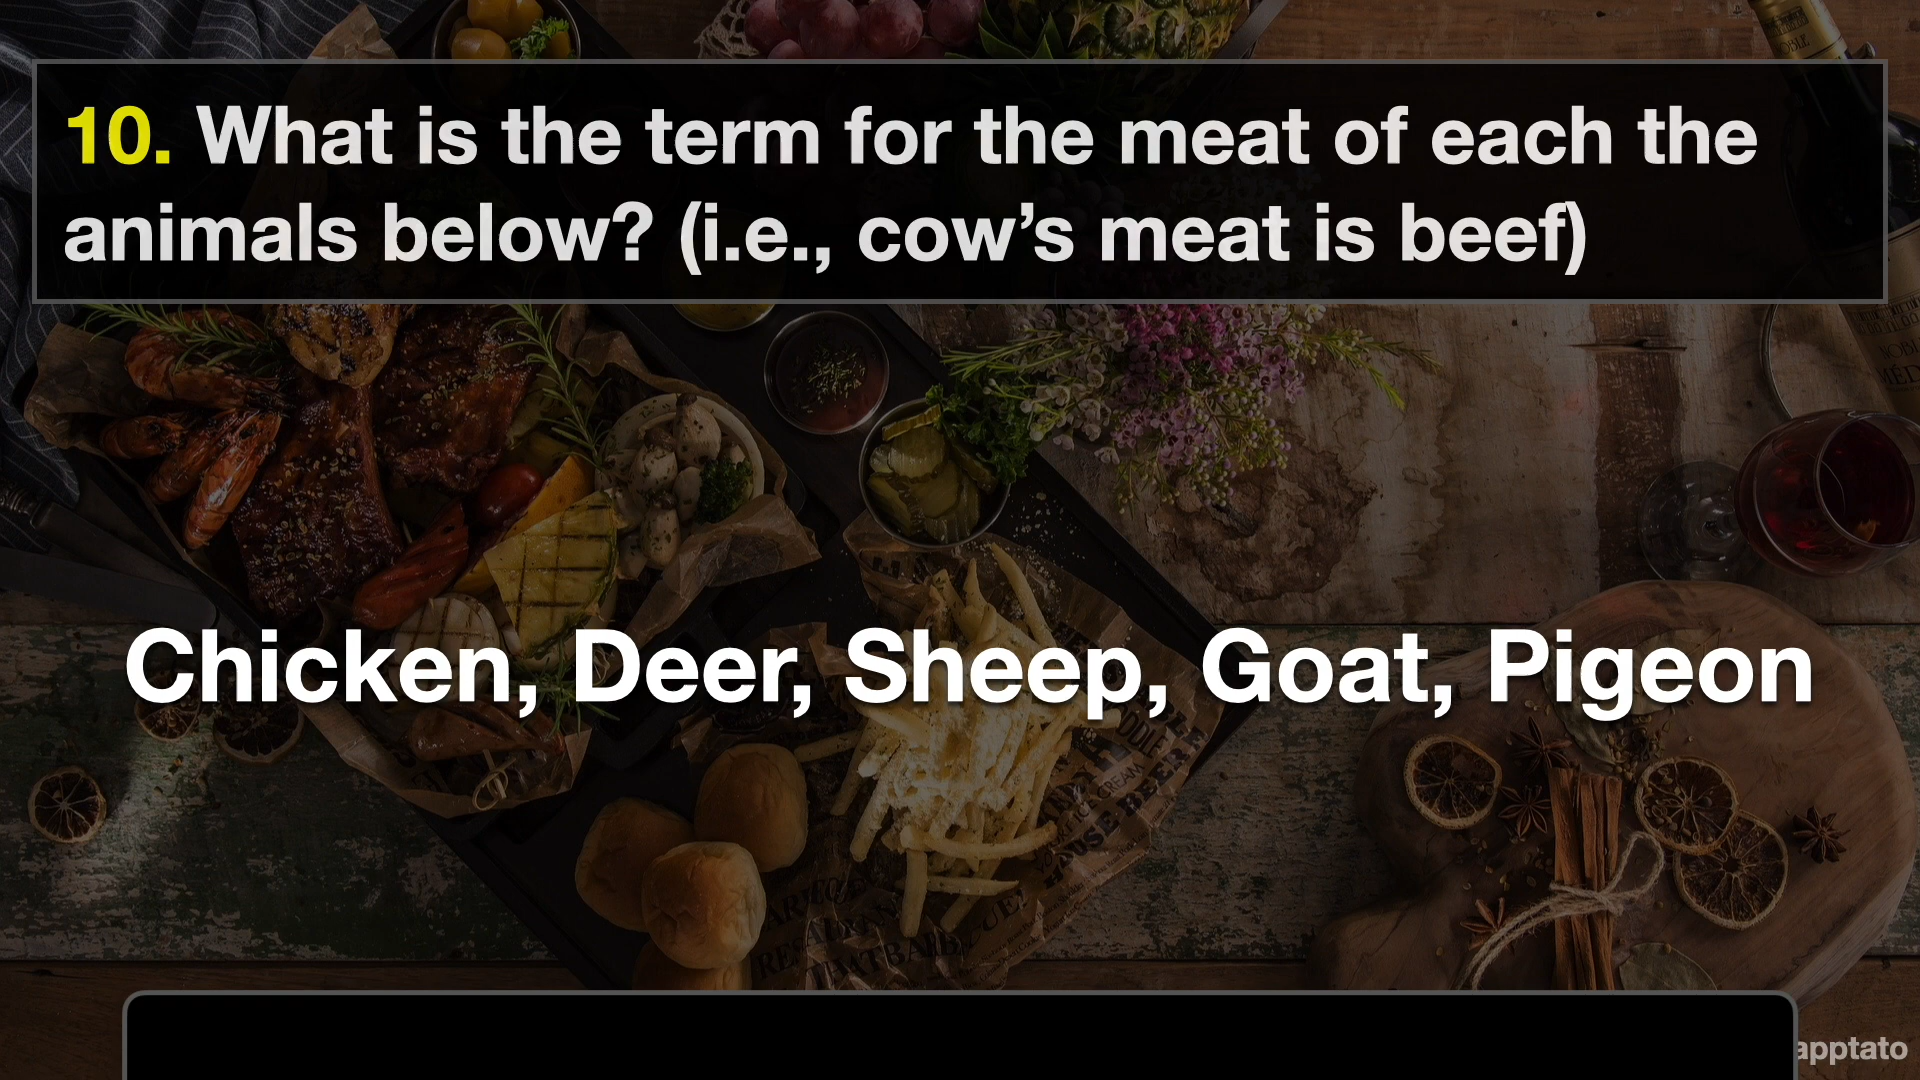 10. What is the term for the meat of each the
animals below? (i.e., cow’s meat is beef)
Chicken, Deer, Sheep, Goat, Pigeon
apptato